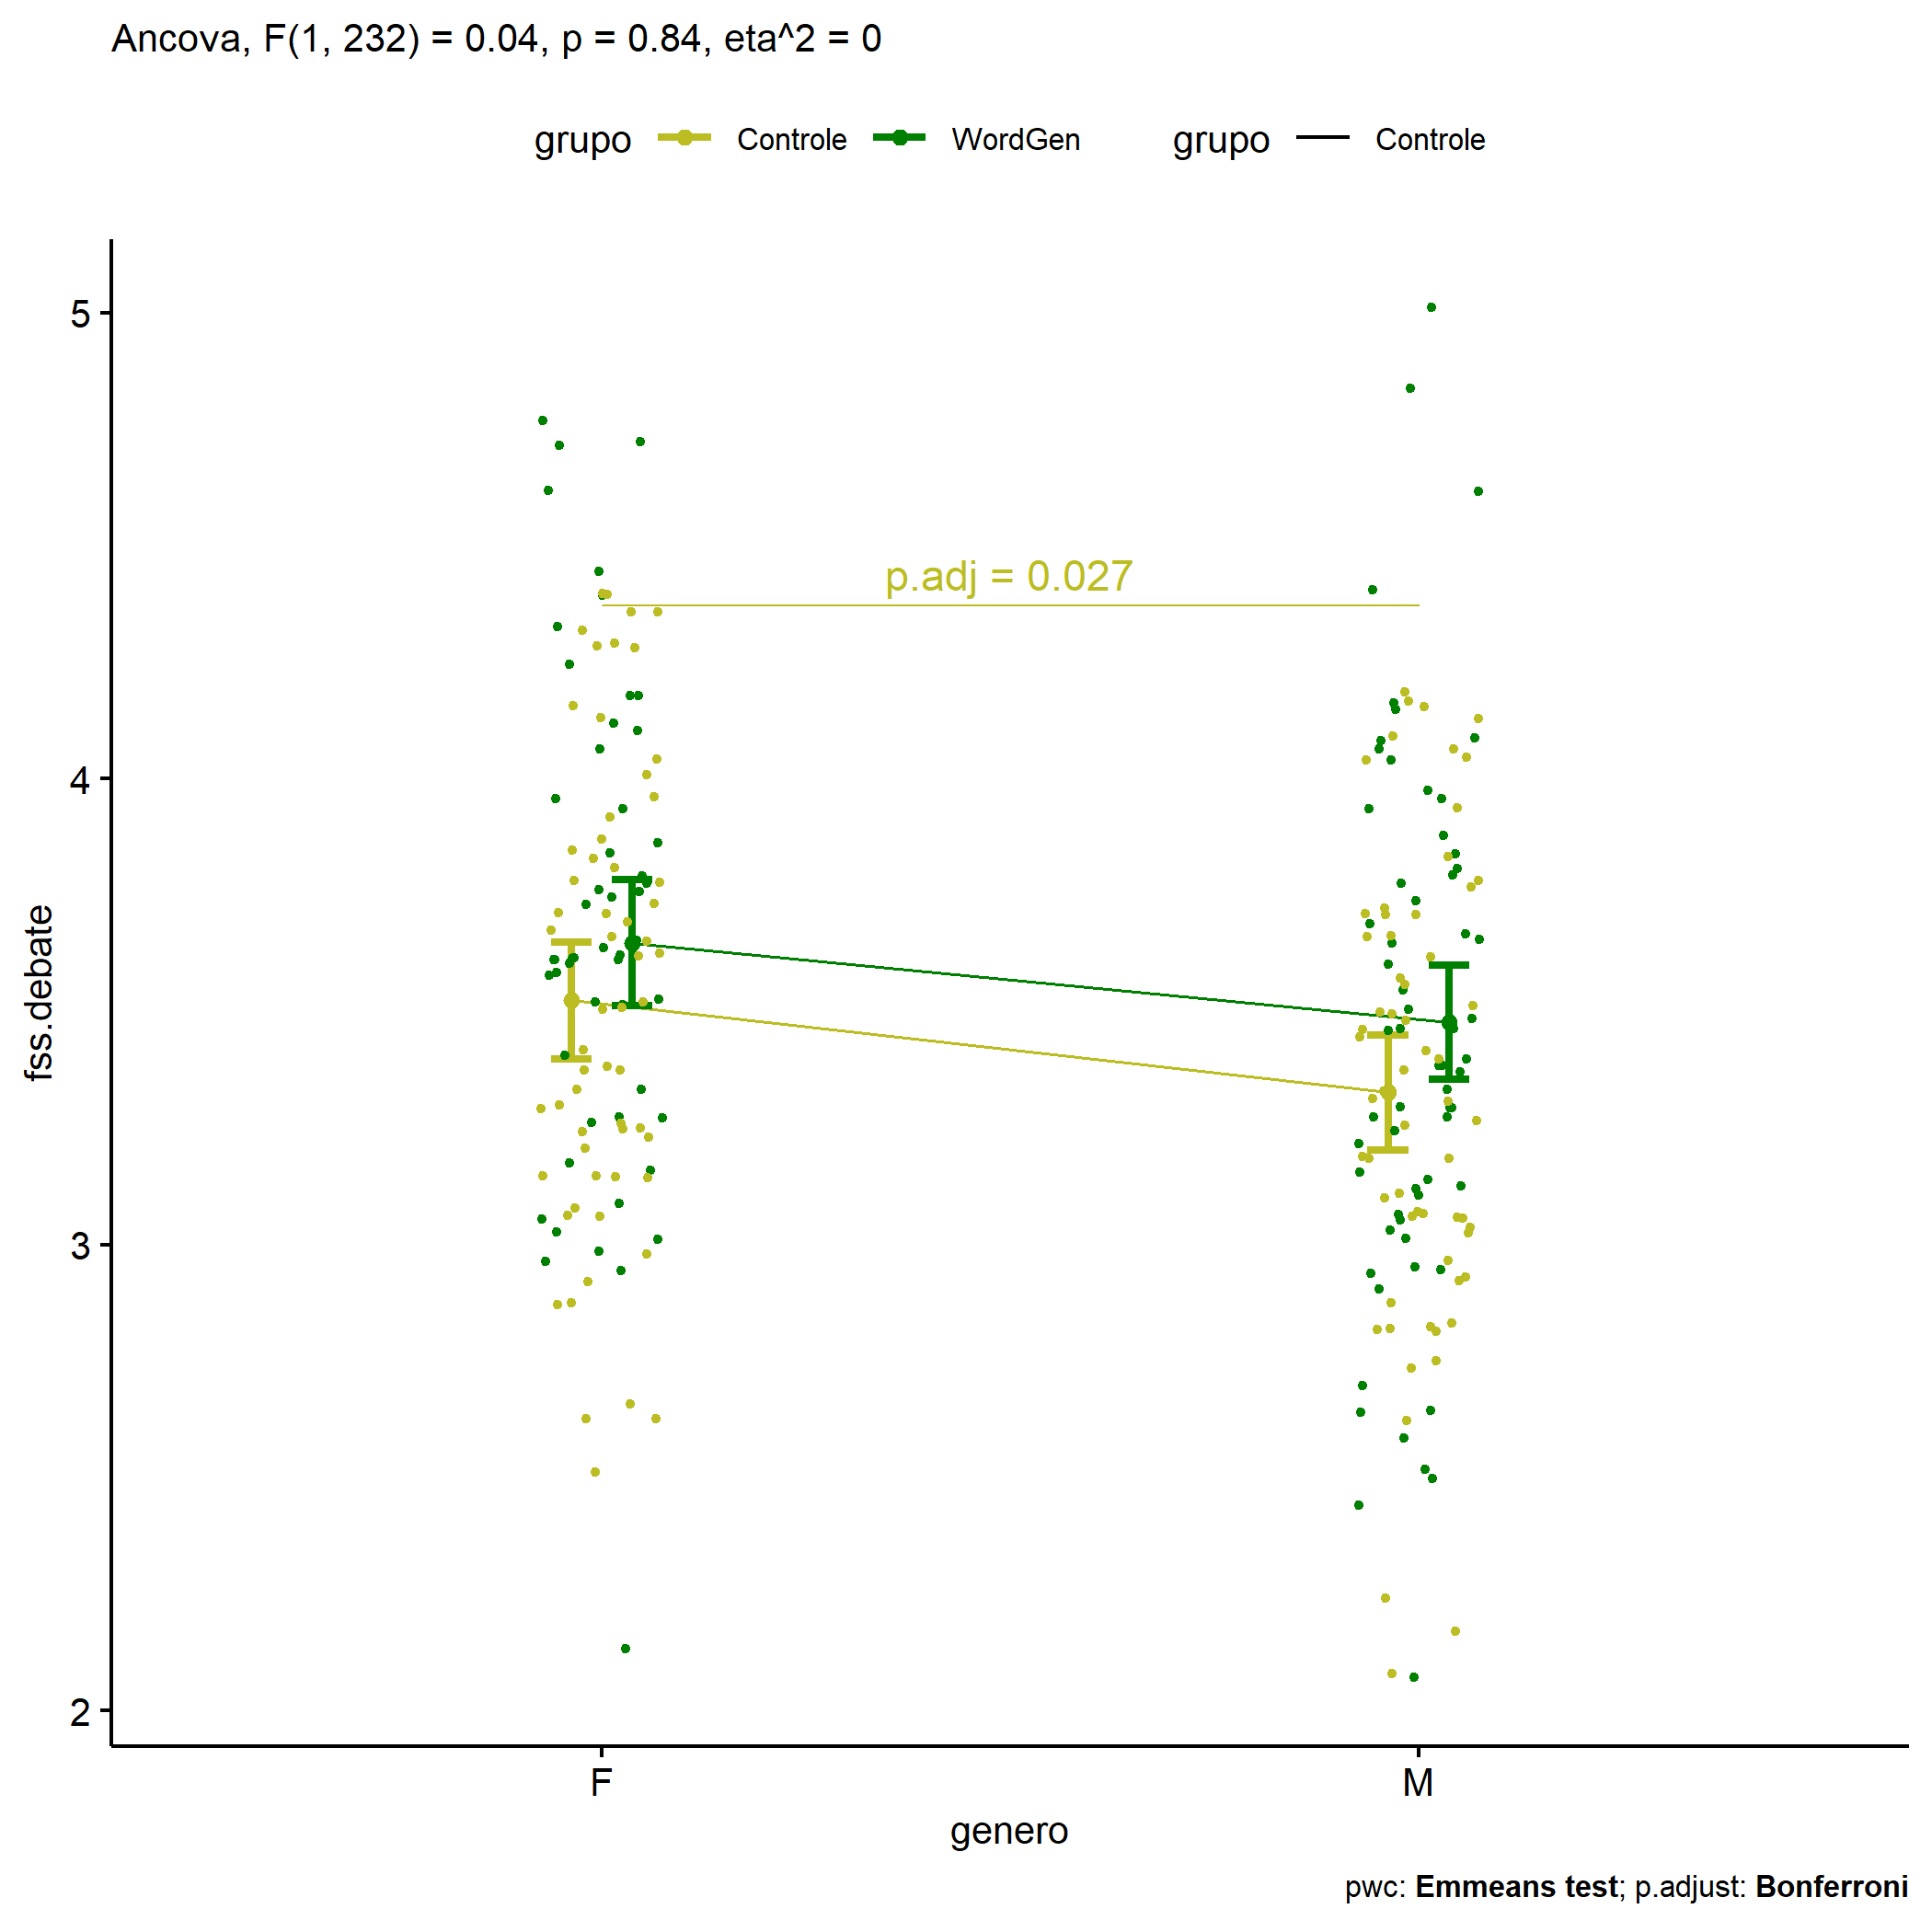 Ancova, F(1, 232) = 0.04, p = 0.84, eta^2 = 0
grupo Controle WordGen grupo Controle
5
p.adj = 0.027
4
fss.debate
3
2
F M
genero
pwc: Emmeans test; p.adjust: Bonferroni